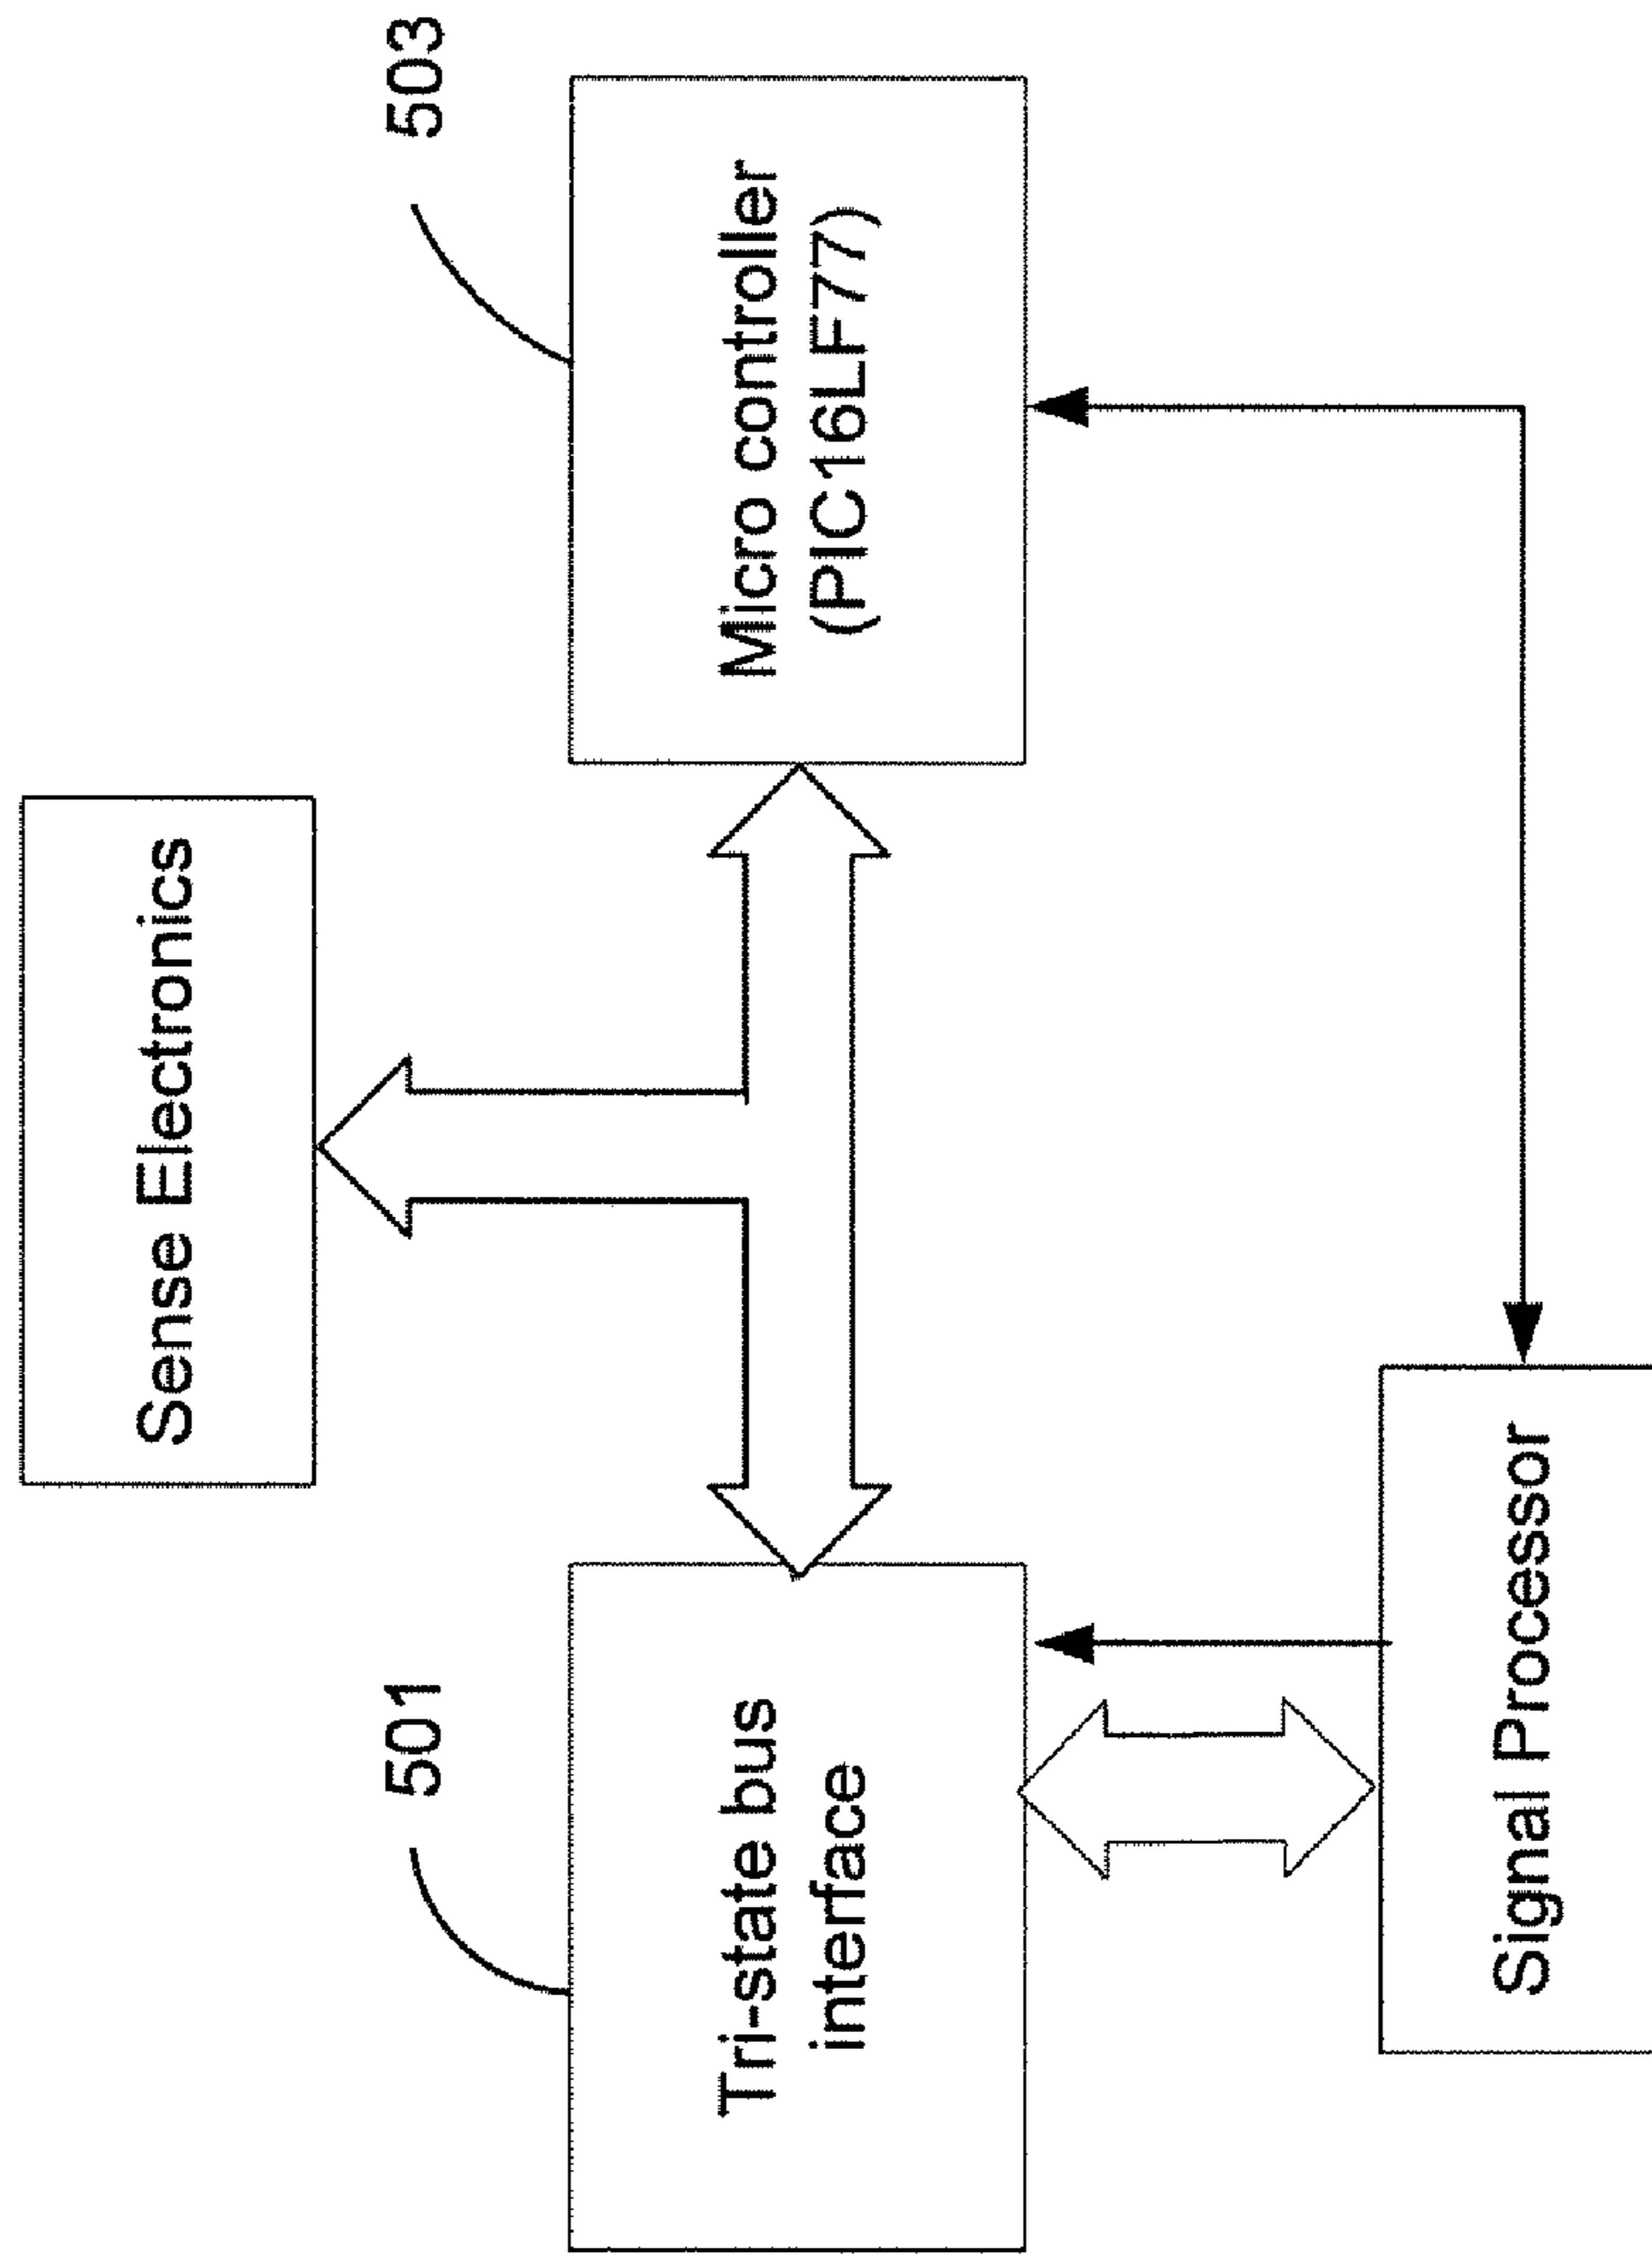 Sense Electronics
501
503
Tri-state bus
interface
Micro controller
(PIC16LF77)
Signal Processor